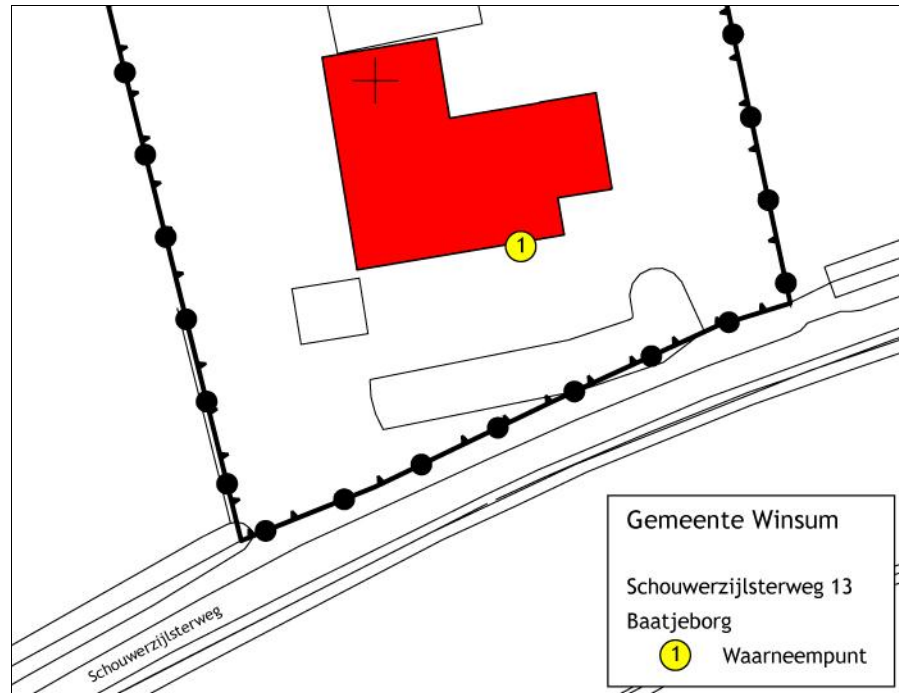 1
Schouwerzijlsterweg
Gemeente Winsum
Schouwerzijlsterweg 13
Baatjeborg
1 Waarneempunt